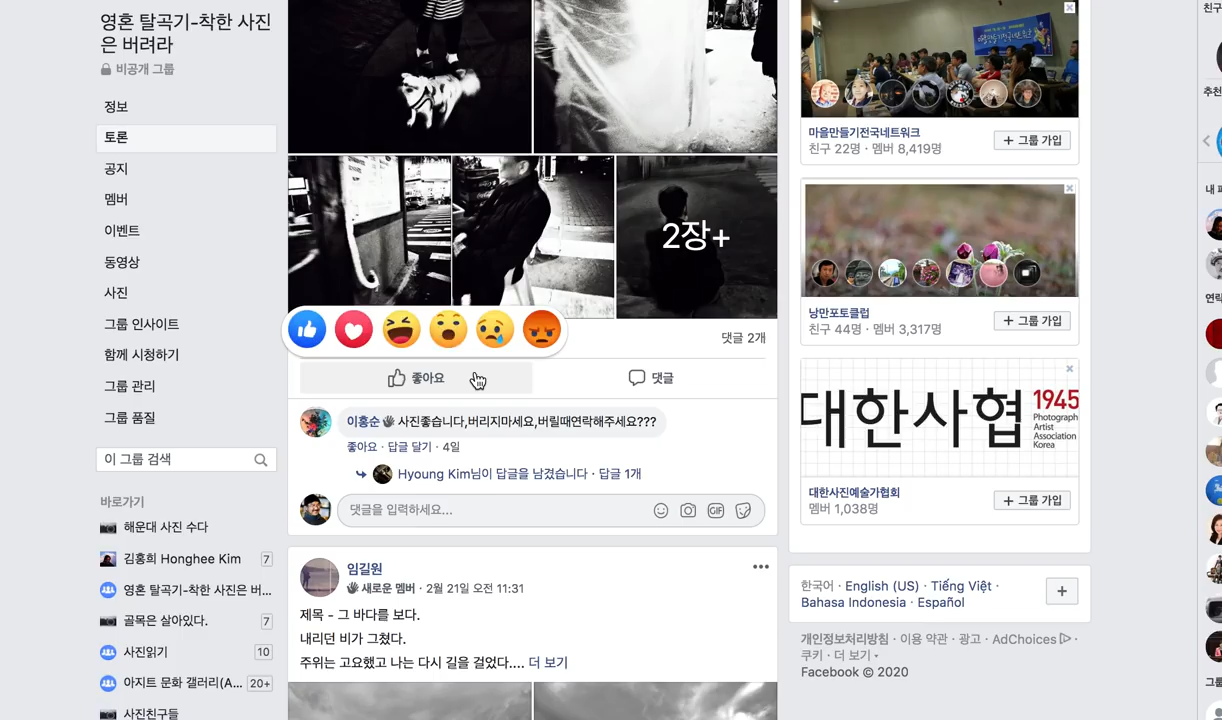 영혼 탈곡기-착한 사진
은 버려라
비공개 그룹
정보
토론
공지
멤버
이벤트
동영상
사진
그룹 인사이트
함께 시청하기
그룹 관리
그룹 품질
이 그룹 검색
바로가기
해운대 사진 수다
김홍희 Honghee Kim 7
영혼 탈곡기-착한 사진은 버...
골목은 살아있다. 7
사진읽기 10
아지트 문화 갤러리(A... 20+
사진친구들
2장+
댓글 2개
좋아요
댓글
이홍순 사진좋습니다,버리지마세요,버릴때연락해주세요???
좋아요 · 답글 달기 · 4일
Hyoung Kim님이 답글을 남겼습니다 · 답글 1개
댓글을 입력하세요...
GIF
임길원
새로운 멤버 · 2월 21일 오전 11:31
제목 - 그 바다를 보다.
내리던 비가 그쳤다.
주위는 고요했고 나는 다시 길을 걸었다.... 더 보기
마을만들기전국네트워크
친구 22명 · 멤버 8,419명
+ 그룹 가입
낭만포토클럽
친구 44명 · 멤버 3,317명
+ 그룹 가입
대한사협
1945
Photograph
Artist
Association
Korea
대한사진예술가협회
멤버 1,038명
+ 그룹 가입
한국어 · English (US) · Tiếng Việt ·
Bahasa Indonesia · Español
개인정보처리방침 · 이용 약관 · 광고 · AdChoices ·
쿠키 · 더 보기
Facebook © 2020
친구
추천
내 페
연락
그룹